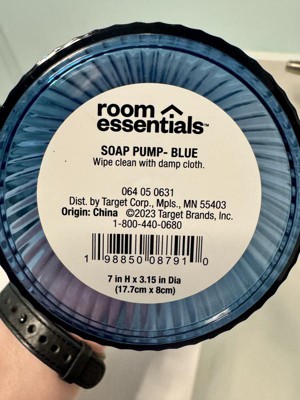 room
essentials™
SOAP PUMP- BLUE
Wipe clean with damp cloth.
064 05 0631
Dist. by Target Corp., Mpls., MN 55403
Origin: China ©2023 Target Brands, Inc.
1-800-440-0680
1 98850 08791 0
7 in H x 3.15 in Dia
(17.7cm x 8cm)